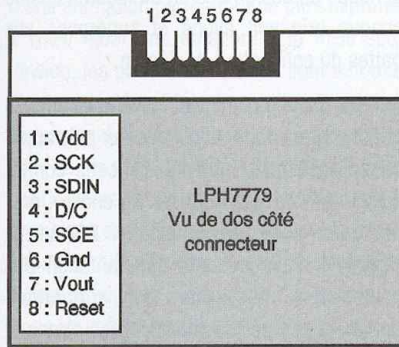 12345678
1 : Vdd
2 : SCK
3 : SDIN
4 : D/C
5 : SCE
6 : Gnd
7 : Vout
8 : Reset
LPH7779
Vu de dos côté
connecteur